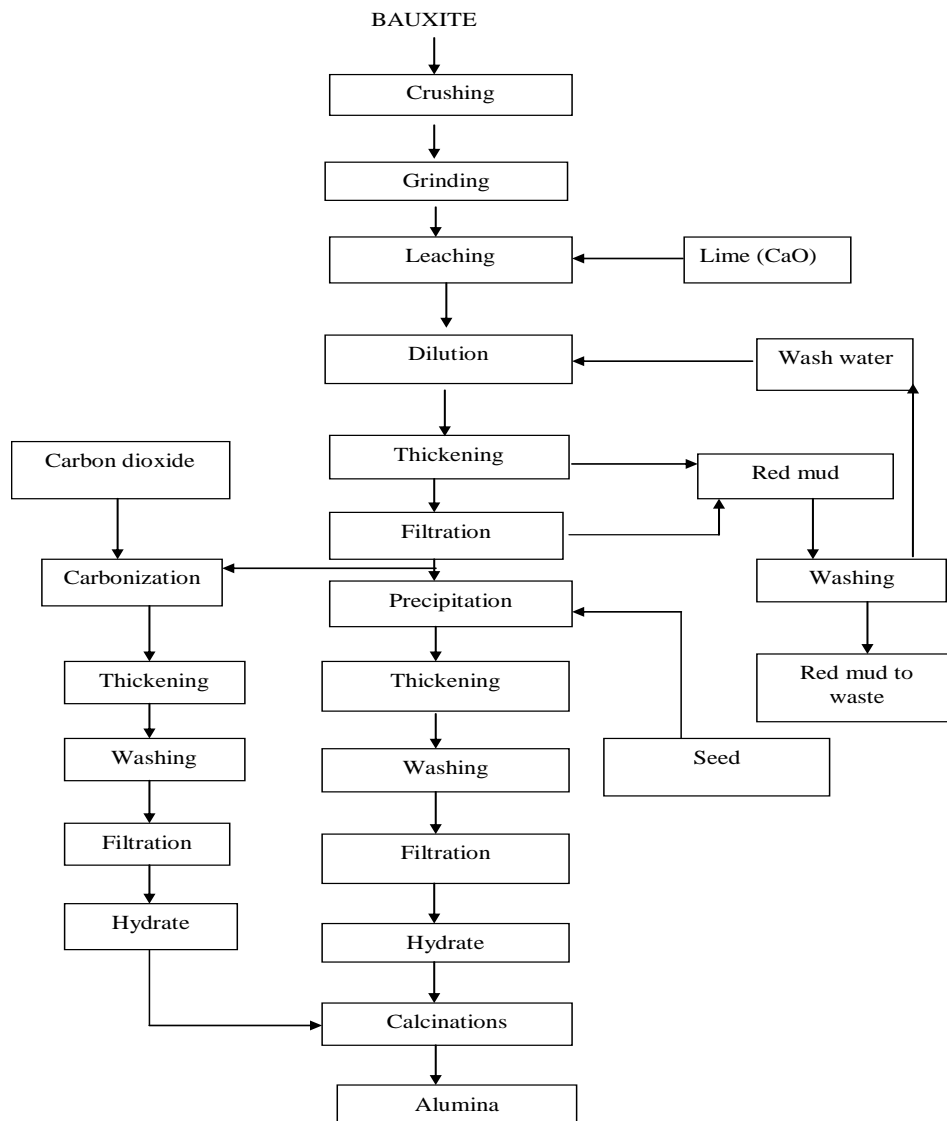 BAUXITE
Crushing
Grinding
Leaching
Lime (CaO)
Dilution
Wash water
Carbon dioxide
Thickening
Red mud
Filtration
Carbonization
Precipitation
Washing
Thickening
Thickening
Red mud to
waste
Washing
Washing
Seed
Filtration
Filtration
Hydrate
Hydrate
Calcinations
Alumina